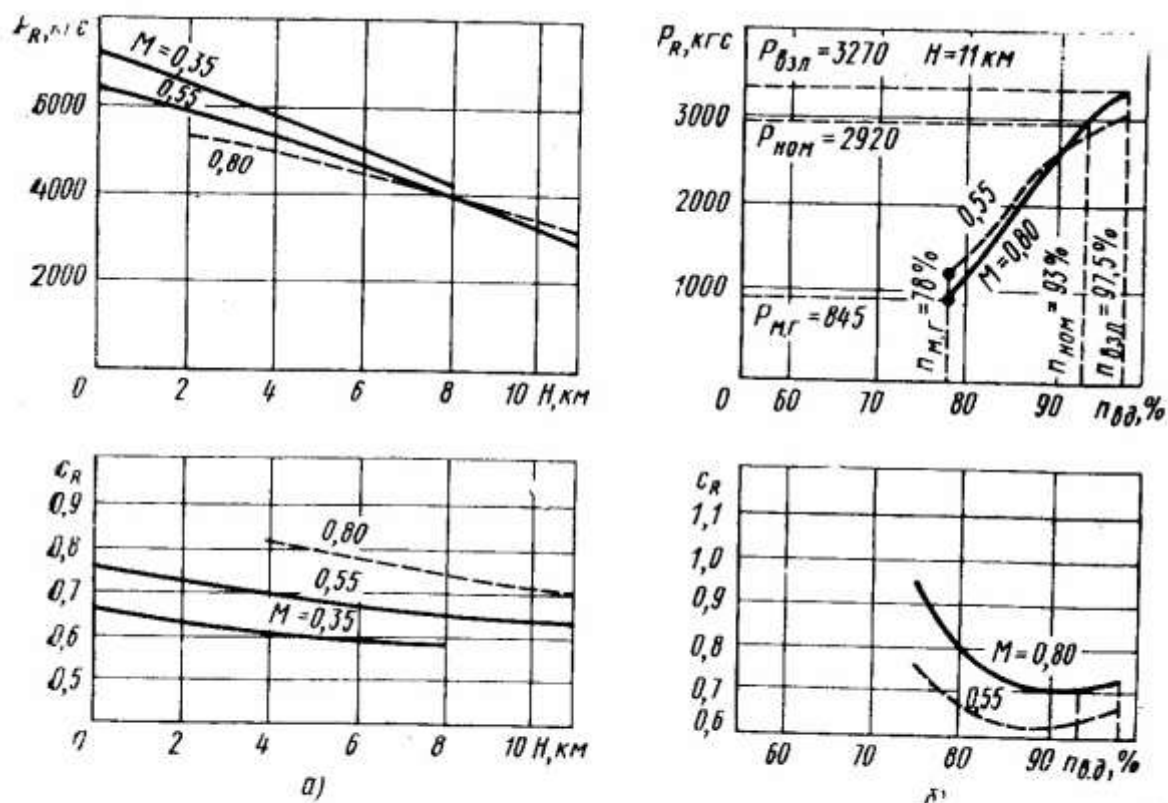 P_R, кгс
M=0,35
0,55
0,80
6000
4000
2000
0
2
4
6
8
10 H, км
P_R, кгс
P_взл=3270 H=11 км
P_ном=2920
P_м.г=845
3000
2000
1000
0,55
M=0,80
n_м.г=78%
n_ном=93%
n_взл=97,5%
0
60
70
80
90 n_вд, %
c_R
0,9
0,8
0,7
0,6
0,5
0,80
0,55
M=0,35
0
2
4
6
8
10 H, км
а)
c_R
1,1
1,0
0,9
0,8
0,7
0,6
M=0,80
0,55
0
60
70
80
90 n_в.д, %
б)